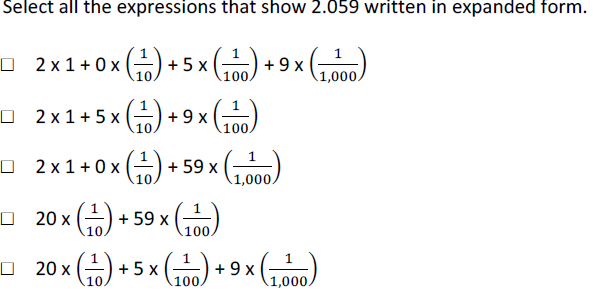 Select all the expressions that show 2.059 written in expanded form.
☐ 2 x 1 + 0 x (1/10) + 5 x (1/100) + 9 x (1/1,000)
☐ 2 x 1 + 5 x (1/10) + 9 x (1/100)
☐ 2 x 1 + 0 x (1/10) + 59 x (1/1,000)
☐ 20 x (1/10) + 59 x (1/100)
☐ 20 x (1/10) + 5 x (1/100) + 9 x (1/1,000)